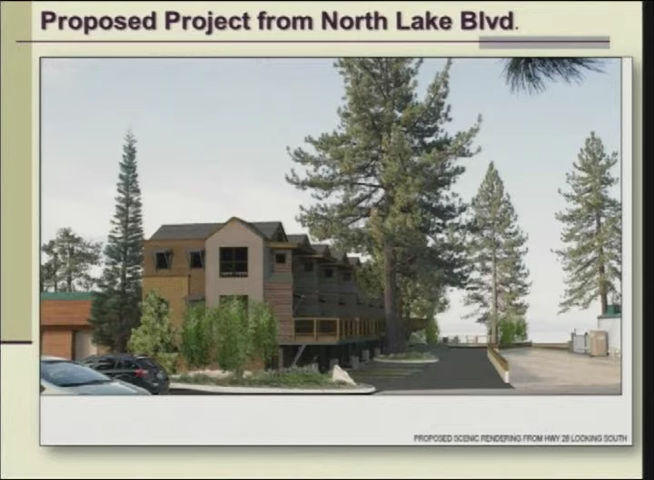 Proposed Project from North Lake Blvd.
PROPOSED SCENIC RENDERING FROM HWY 28 LOOKING SOUTH